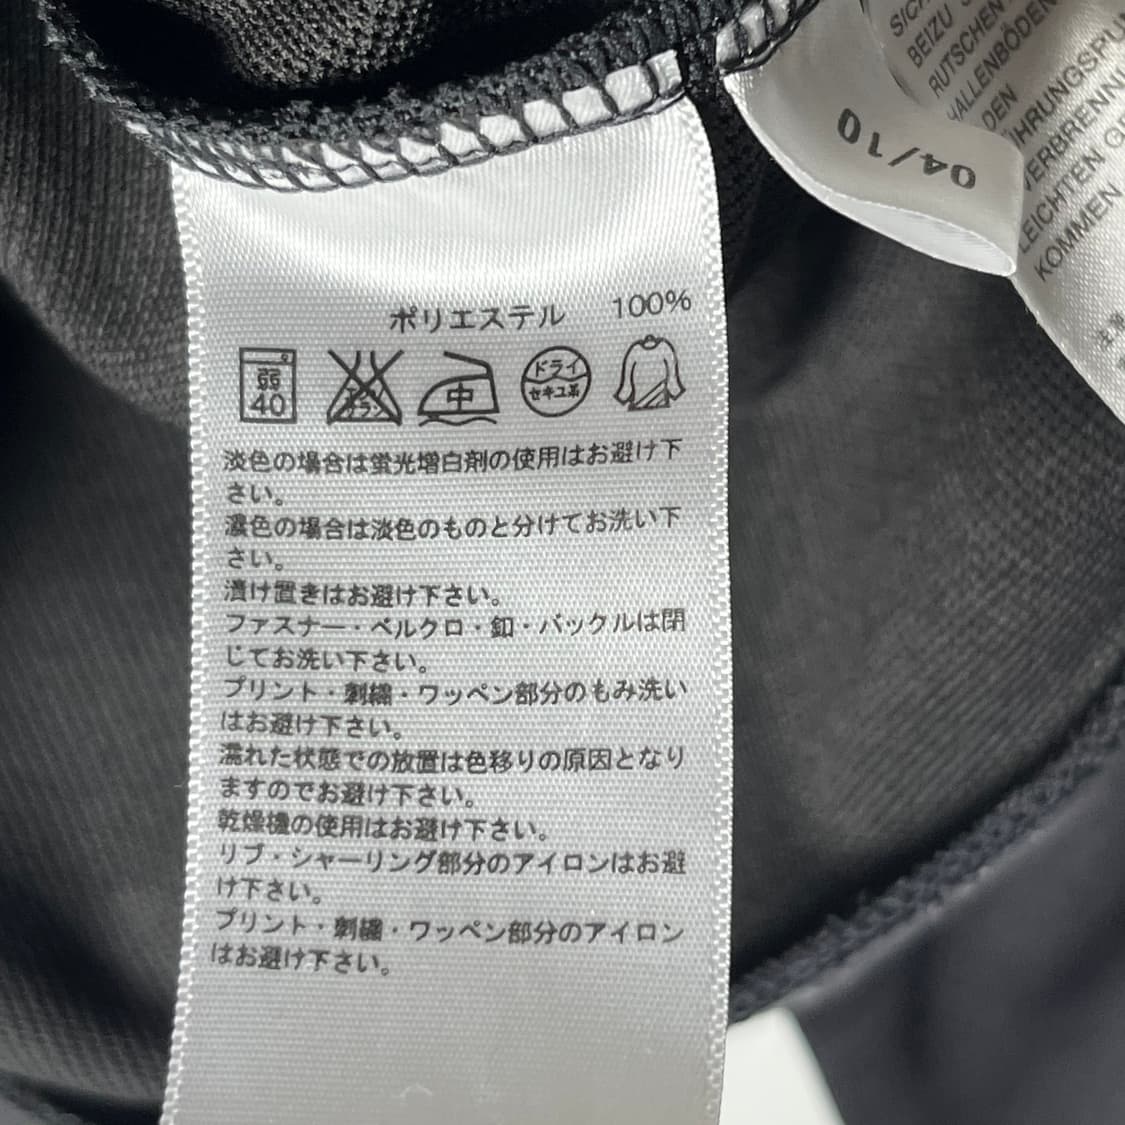 ポリエステル 100%
弱
40
エンソ
サラシ
中
ドライ
セキユ系
淡色の場合は蛍光増白剤の使用はお避け下
さい。
濃色の場合は淡色のものと分けてお洗い下
さい。
漬け置きはお避け下さい。
ファスナー・ベルクロ・釦・バックルは閉
じてお洗い下さい。
プリント・刺繍・ワッペン部分のもみ洗い
はお避け下さい。
濡れた状態での放置は色移りの原因となり
ますのでお避け下さい。
乾燥機の使用はお避け下さい。
リブ・シャーリング部分のアイロンはお避
け下さい。
プリント・刺繍・ワッペン部分のアイロン
はお避け下さい。
04/10
BEIZU
RUTSCHEN
HALLENBÖDEN
DEN
VERBRENNU
LEICHTEN
KOMMEN